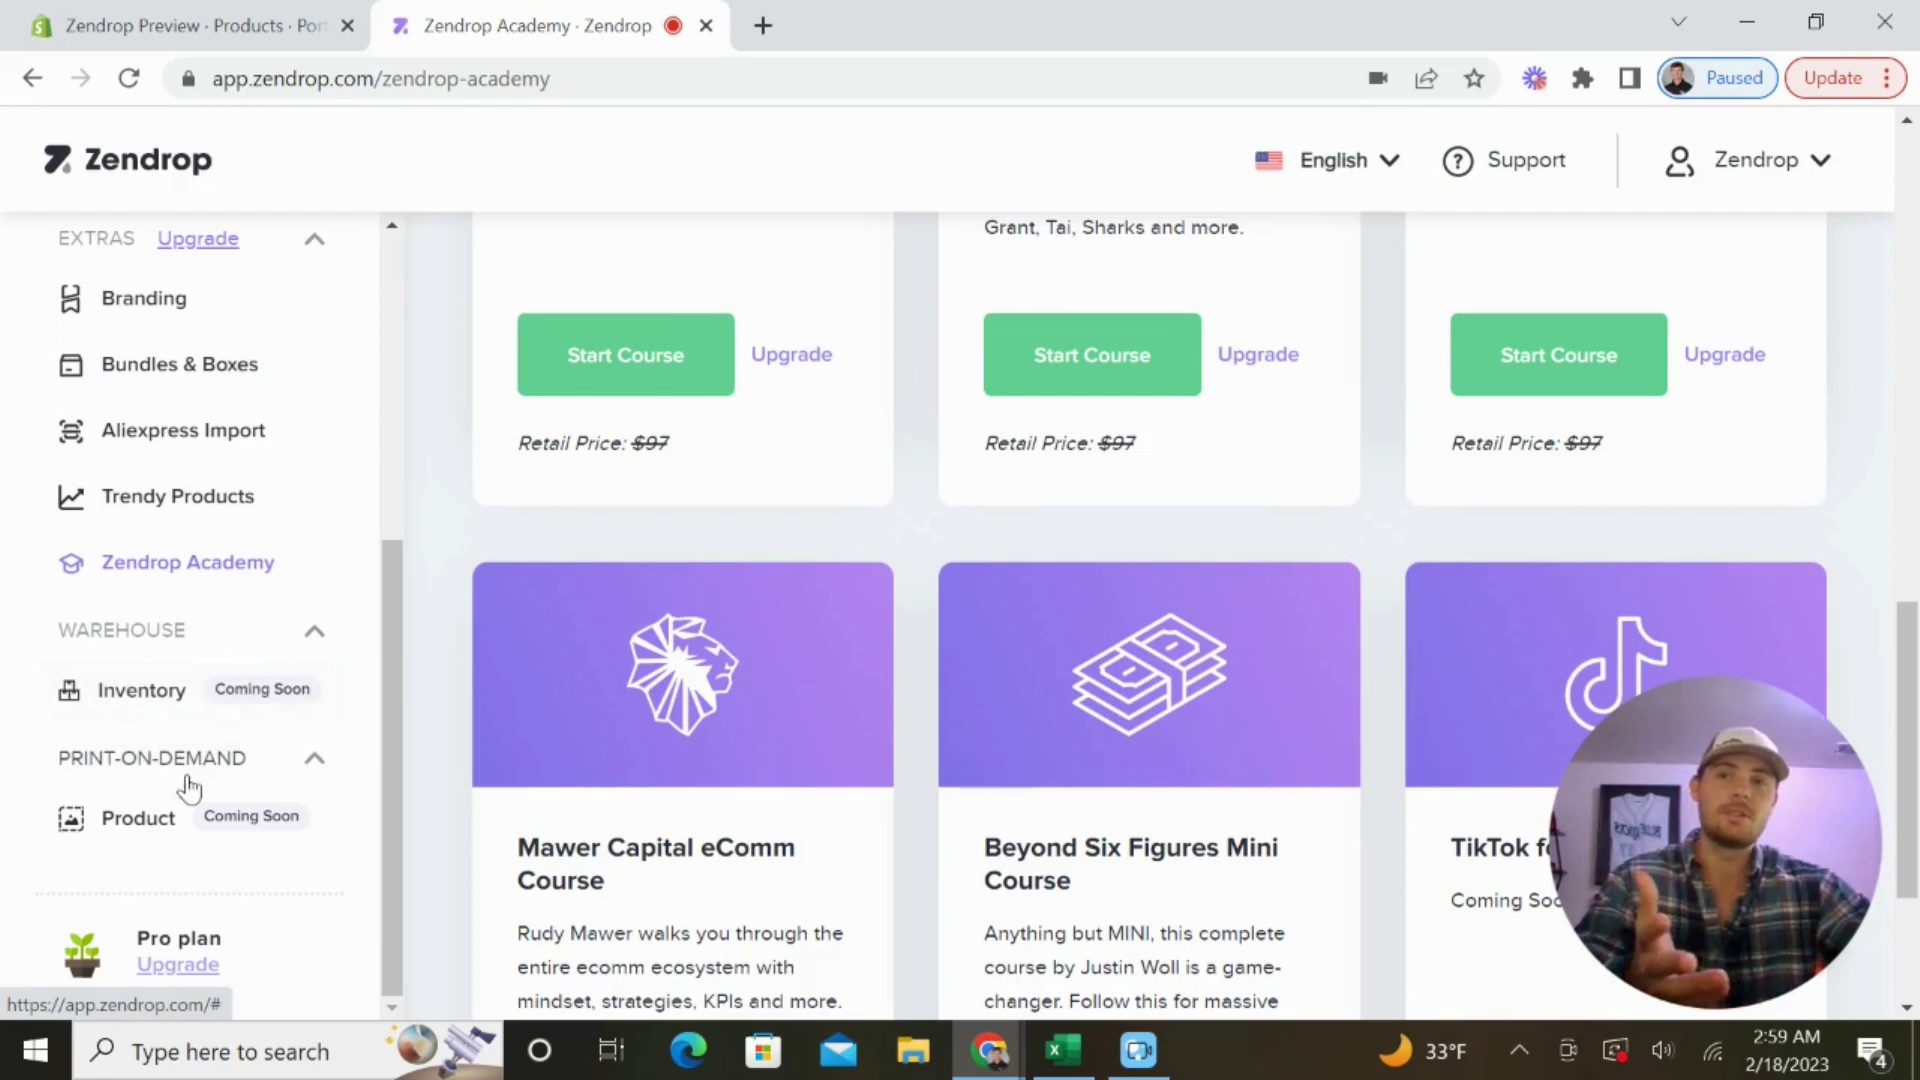 Zendrop Preview · Products · Por
Zendrop Academy · Zendrop
app.zendrop.com/zendrop-academy
Paused
Update
Zendrop
English
Support
Zendrop
EXTRAS Upgrade
Branding
Bundles & Boxes
Aliexpress Import
Trendy Products
Zendrop Academy
WAREHOUSE
Inventory Coming Soon
PRINT-ON-DEMAND
Product Coming Soon
Pro plan
Upgrade
https://app.zendrop.com/#
Grant, Tai, Sharks and more.
Start Course Upgrade
Start Course Upgrade
Start Course Upgrade
Retail Price: $97
Retail Price: $97
Retail Price: $97
Mawer Capital eComm
Course
Rudy Mawer walks you through the
entire ecomm ecosystem with
mindset, strategies, KPIs and more.
Beyond Six Figures Mini
Course
Anything but MINI, this complete
course by Justin Woll is a game-
changer. Follow this for massive
TikTok f
Coming Soo
Type here to search
33°F
2:59 AM
2/18/2023
4